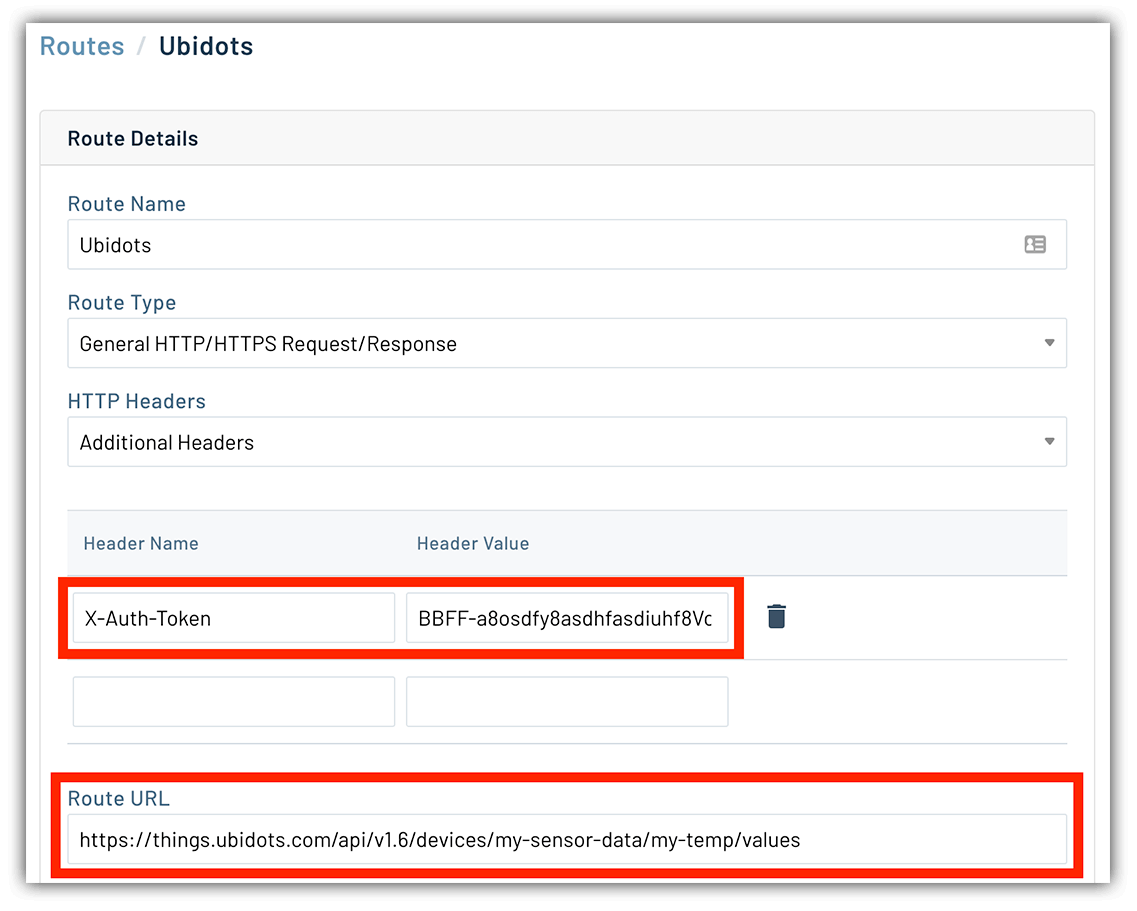 Routes / Ubidots
Route Details
Route Name
Ubidots
Route Type
General HTTP/HTTPS Request/Response
HTTP Headers
Additional Headers
Header Name Header Value
X-Auth-Token BBFF-a8osdfy8asdhfasdiuhf8Vc
Route URL
https://things.ubidots.com/api/v1.6/devices/my-sensor-data/my-temp/values